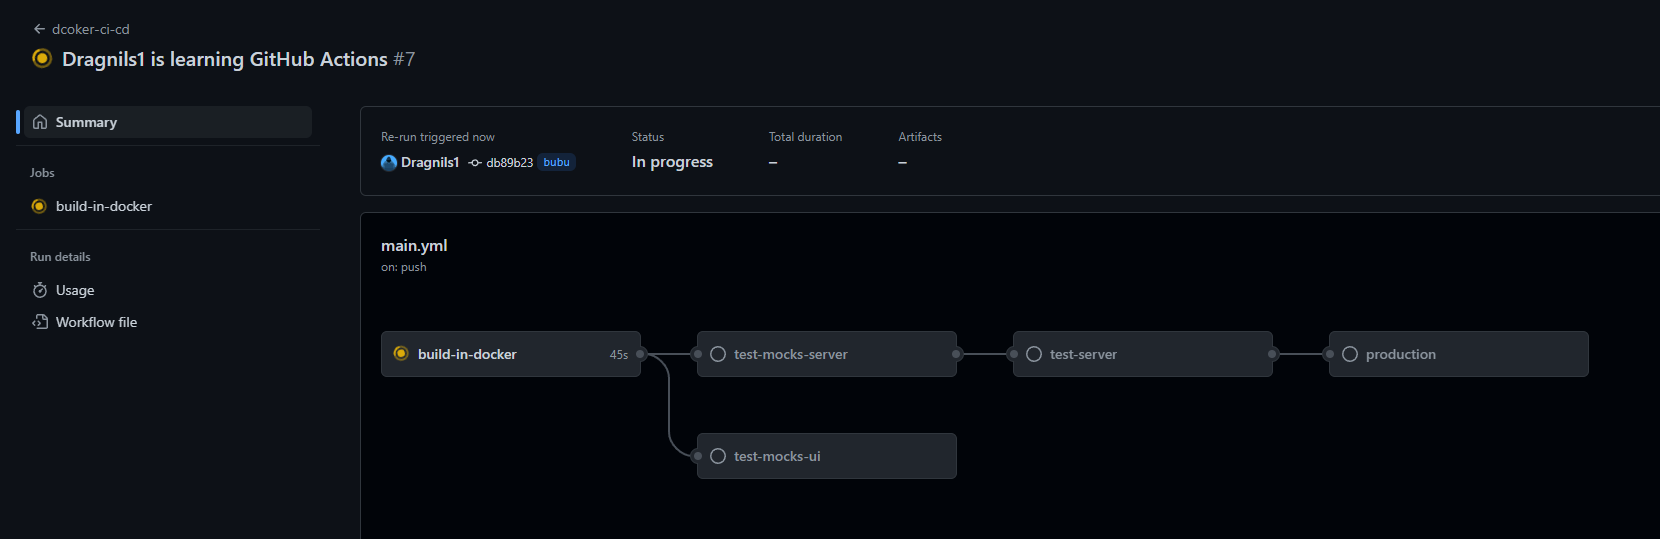 dcoker-ci-cd
Dragnils1 is learning GitHub Actions #7
Summary
Jobs
build-in-docker
Run details
Usage
Workflow file
Re-run triggered now
Dragnils1 db89b23 bubu
Status
In progress
Total duration
–
Artifacts
–
main.yml
on: push
build-in-docker 45s
test-mocks-server
test-server
production
test-mocks-ui